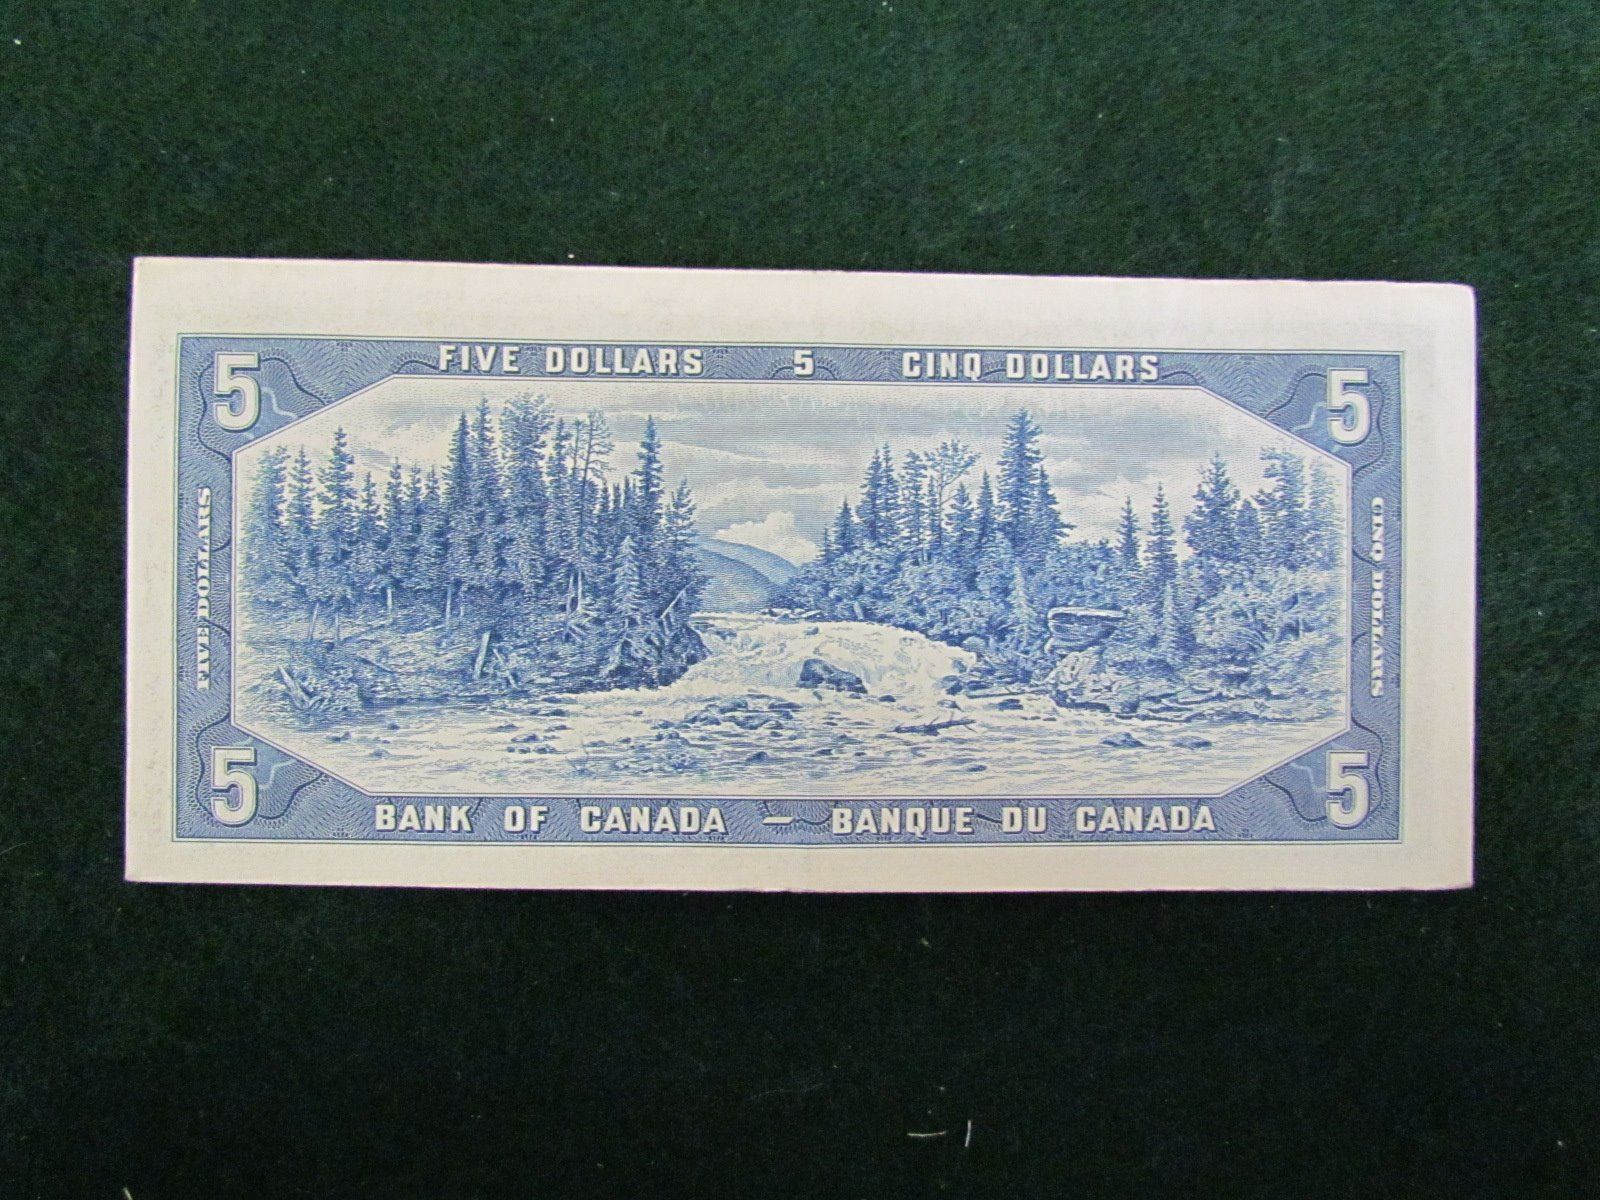 FIVE DOLLARS 5 CINQ DOLLARS
5 5
FIVE DOLLARS
CINQ DOLLARS
5 5
BANK OF CANADA – BANQUE DU CANADA